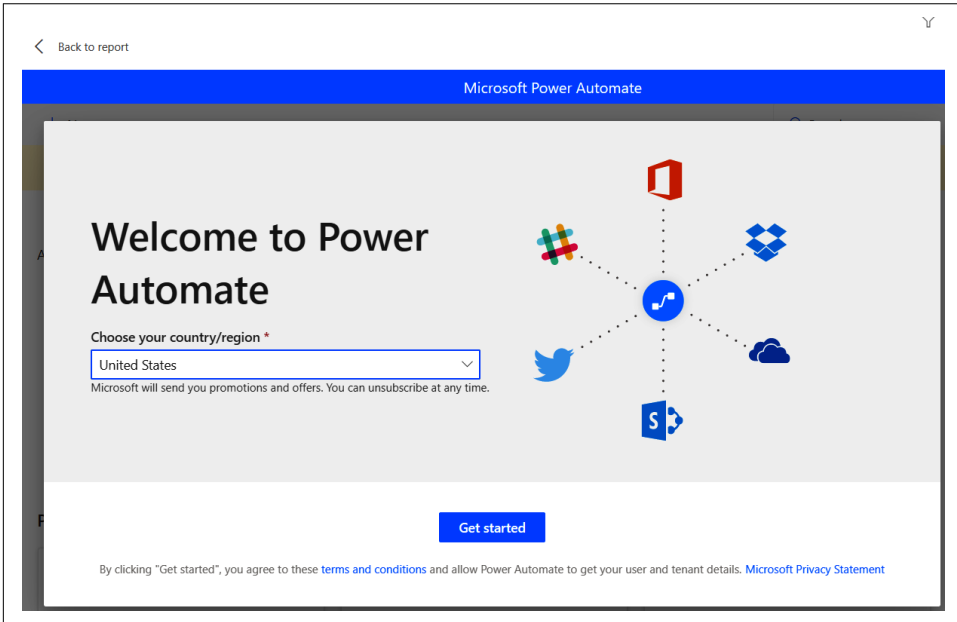 Back to report
Microsoft Power Automate
Welcome to Power
Automate
Choose your country/region *
United States
Microsoft will send you promotions and offers. You can unsubscribe at any time.
S
Get started
By clicking "Get started", you agree to these terms and conditions and allow Power Automate to get your user and tenant details. Microsoft Privacy Statement